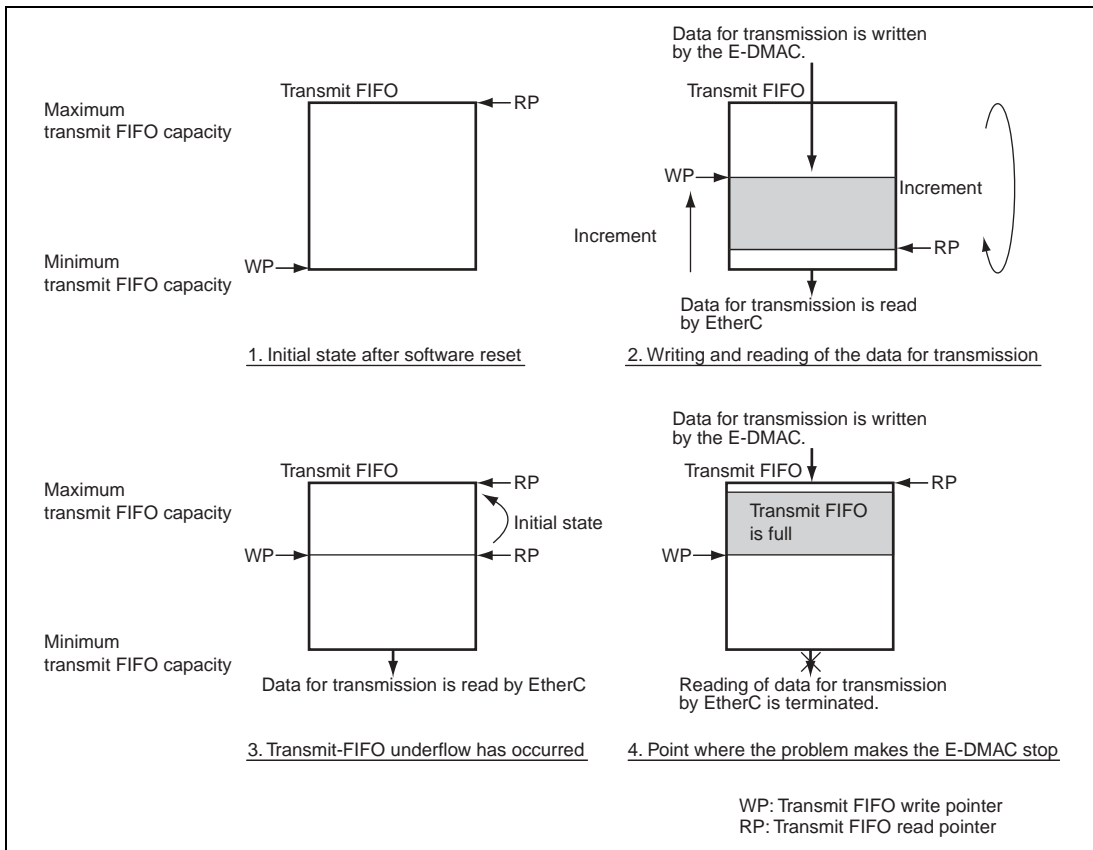 Transmit FIFO
RP
Maximum
transmit FIFO capacity
Minimum
transmit FIFO capacity
WP
1. Initial state after software reset
Data for transmission is written
by the E-DMAC.
Transmit FIFO
WP
Increment
Increment
RP
Data for transmission is read
by EtherC
2. Writing and reading of the data for transmission
Transmit FIFO
RP
Maximum
transmit FIFO capacity
Initial state
WP
RP
Minimum
transmit FIFO capacity
Data for transmission is read by EtherC
3. Transmit-FIFO underflow has occurred
Data for transmission is written
by the E-DMAC.
Transmit FIFO
RP
Transmit FIFO
is full
WP
Reading of data for transmission
by EtherC is terminated.
4. Point where the problem makes the E-DMAC stop
WP: Transmit FIFO write pointer
RP: Transmit FIFO read pointer